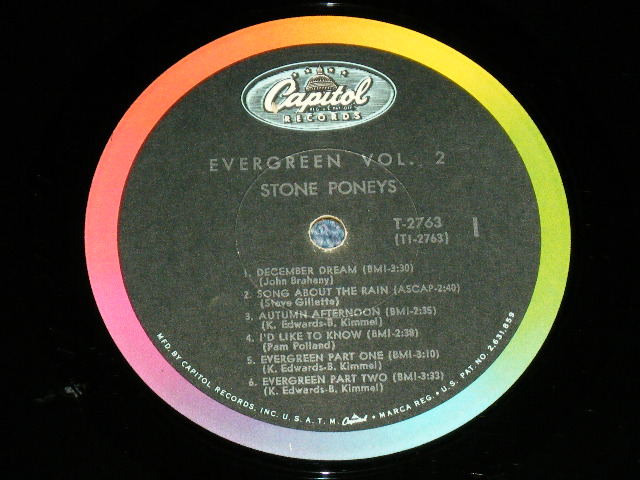 Capitol
RECORDS
EVERGREEN VOL. 2
STONE PONEYS
T-2763
(T1-2763)
1
1. DECEMBER DREAM (BMI-3:30)
(John Braheny)
2. SONG ABOUT THE RAIN (ASCAP-2:40)
(Steve Gillette)
3. AUTUMN AFTERNOON (BMI-2:35)
(K. Edwards-B. Kimmel)
4. I'D LIKE TO KNOW (BMI-2:38)
(Pam Polland)
5. EVERGREEN PART ONE (BMI-3:10)
(K. Edwards-B. Kimmel)
6. EVERGREEN PART TWO (BMI-3:33)
(K. Edwards-B. Kimmel)
MFD. BY CAPITOL RECORDS, INC. U. S. A. T. M. Capitol • MARCA REG. • U. S. PAT. NO. 2,631,859